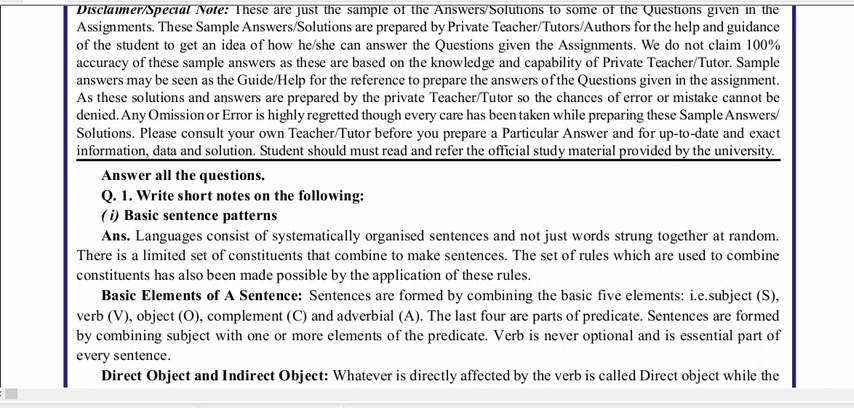 Disclaimer/Special Note: These are just the sample of the Answers/Solutions to some of the Questions given in the
Assignments. These Sample Answers/Solutions are prepared by Private Teacher/Tutors/Authors for the help and guidance
of the student to get an idea of how he/she can answer the Questions given the Assignments. We do not claim 100%
accuracy of these sample answers as these are based on the knowledge and capability of Private Teacher/Tutor. Sample
answers may be seen as the Guide/Help for the reference to prepare the answers of the Questions given in the assignment.
As these solutions and answers are prepared by the private Teacher/Tutor so the chances of error or mistake cannot be
denied. Any Omission or Error is highly regretted though every care has been taken while preparing these Sample Answers/
Solutions. Please consult your own Teacher/Tutor before you prepare a Particular Answer and for up-to-date and exact
information, data and solution. Student should must read and refer the official study material provided by the university.
Answer all the questions.
Q. 1. Write short notes on the following:
(i) Basic sentence patterns
Ans. Languages consist of systematically organised sentences and not just words strung together at random.
There is a limited set of constituents that combine to make sentences. The set of rules which are used to combine
constituents has also been made possible by the application of these rules.
Basic Elements of A Sentence: Sentences are formed by combining the basic five elements: i.e.subject (S),
verb (V), object (O), complement (C) and adverbial (A). The last four are parts of predicate. Sentences are formed
by combining subject with one or more elements of the predicate. Verb is never optional and is essential part of
every sentence.
Direct Object and Indirect Object: Whatever is directly affected by the verb is called Direct object while the